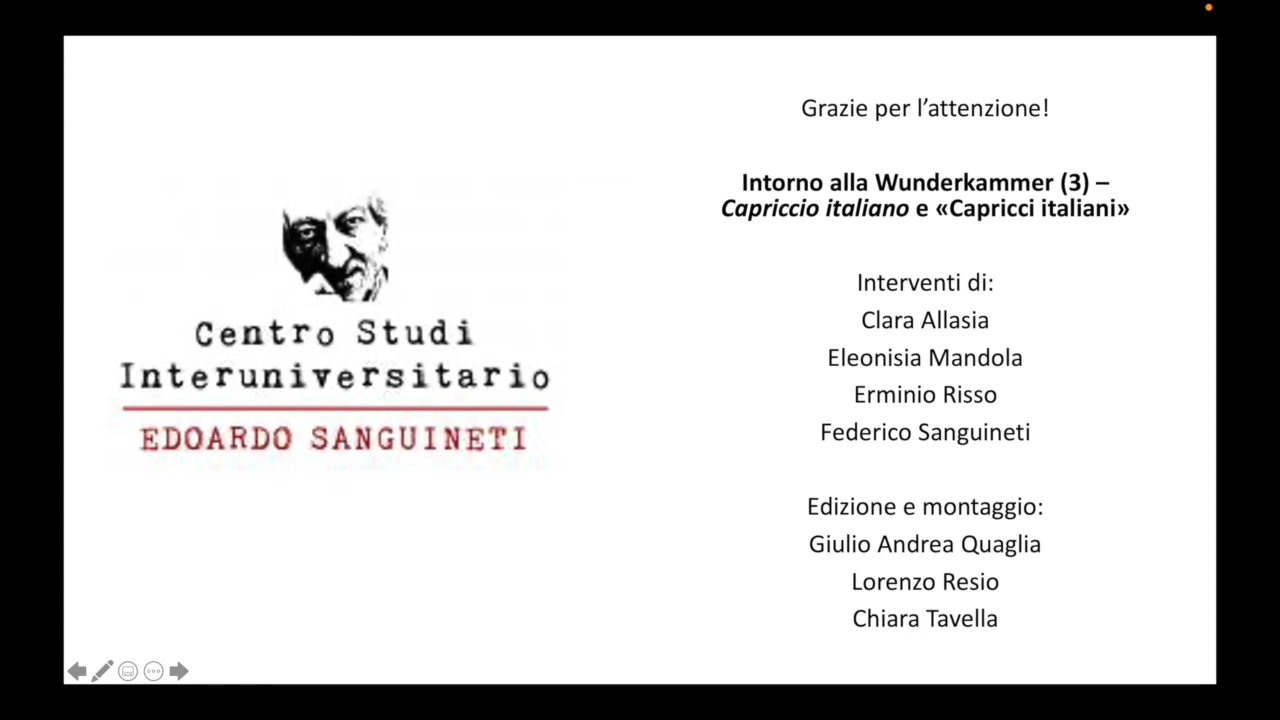 Centro Studi
Interuniversitario
EDOARDO SANGUINETI
Grazie per l’attenzione!
Intorno alla Wunderkammer (3) –
Capriccio italiano e «Capricci italiani»
Interventi di:
Clara Allasia
Eleonisia Mandola
Erminio Risso
Federico Sanguineti
Edizione e montaggio:
Giulio Andrea Quaglia
Lorenzo Resio
Chiara Tavella